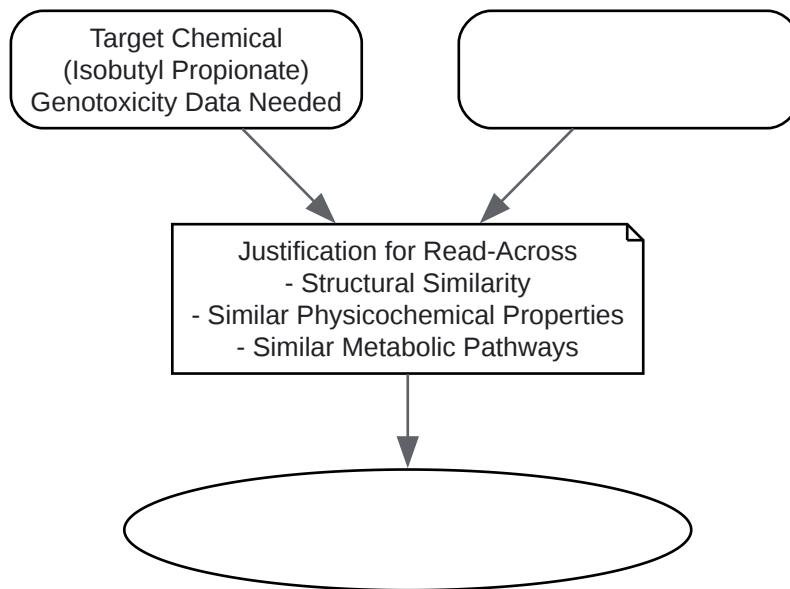 Target Chemical
(Isobutyl Propionate)
Genotoxicity Data Needed
Justification for Read-Across
- Structural Similarity
- Similar Physicochemical Properties
- Similar Metabolic Pathways